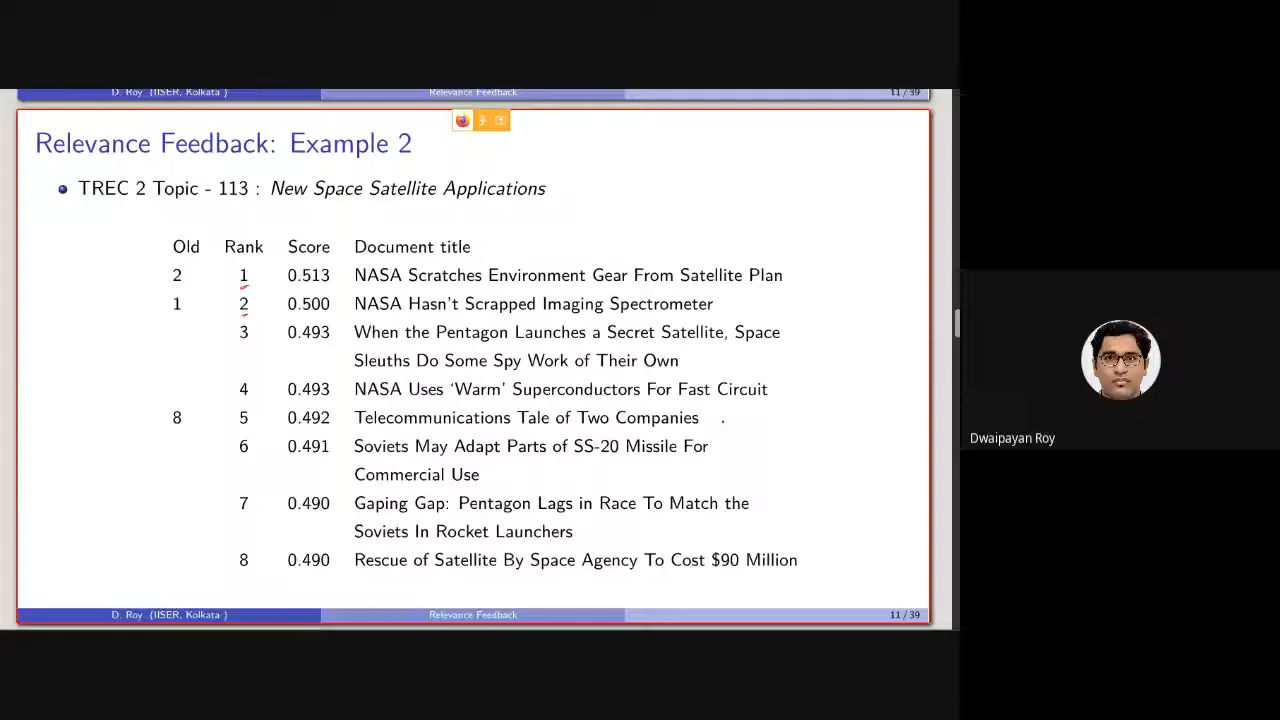 D. Roy (IISER, Kolkata ) Relevance Feedback 11 / 39
Relevance Feedback: Example 2
TREC 2 Topic - 113 : New Space Satellite Applications
Old Rank Score Document title
2 1 0.513 NASA Scratches Environment Gear From Satellite Plan
1 2 0.500 NASA Hasn't Scrapped Imaging Spectrometer
3 0.493 When the Pentagon Launches a Secret Satellite, Space
Sleuths Do Some Spy Work of Their Own
4 0.493 NASA Uses ‘Warm’ Superconductors For Fast Circuit
8 5 0.492 Telecommunications Tale of Two Companies
6 0.491 Soviets May Adapt Parts of SS-20 Missile For
Commercial Use
7 0.490 Gaping Gap: Pentagon Lags in Race To Match the
Soviets In Rocket Launchers
8 0.490 Rescue of Satellite By Space Agency To Cost $90 Million
D. Roy (IISER, Kolkata ) Relevance Feedback 11 / 39
Dwaipayan Roy